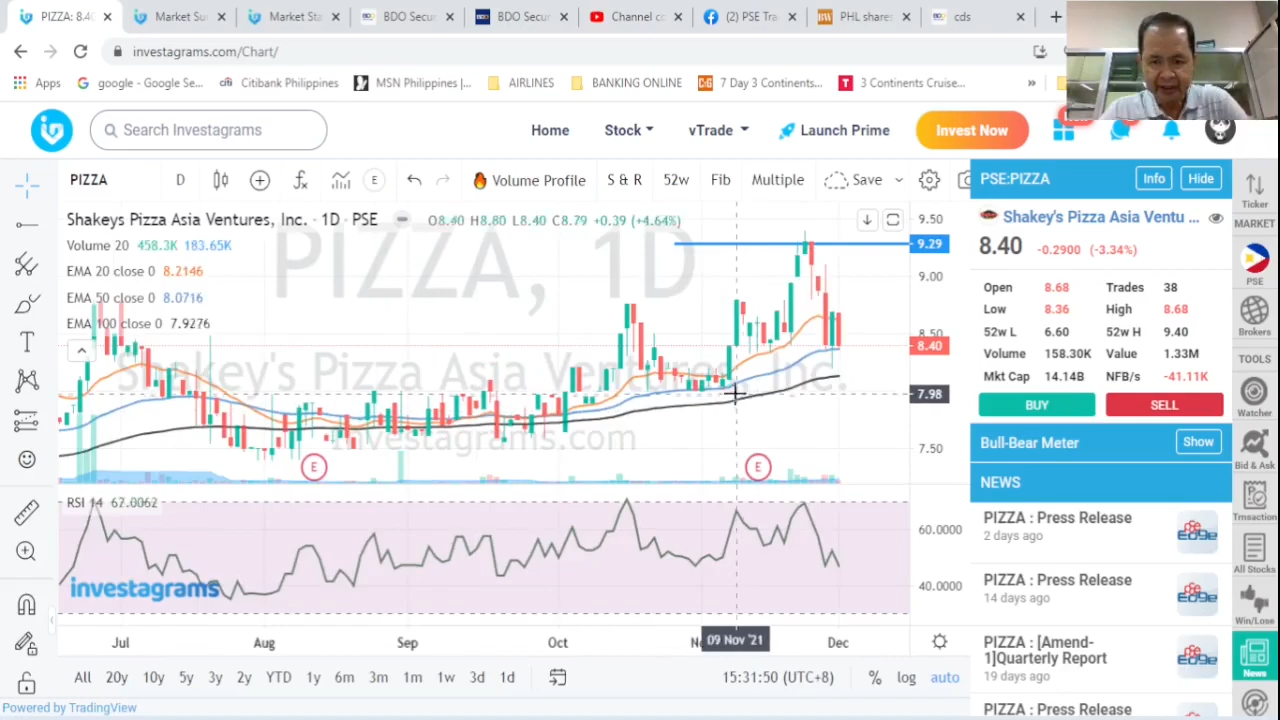 PIZZA: 8.40
Market Su
Market Sta
BDO Secur
BDO Secur
Channel co
(2) PSE Tra
PHL shares
cds
investagrams.com/Chart/
Apps
google - Google Se...
Citibank Philippines
MSN Philippines |...
AIRLINES
BANKING ONLINE
7 Day 3 Continents...
3 Continents Cruise...
Search Investagrams
Home
Stock
vTrade
Launch Prime
Invest Now
PIZZA
D
E
Volume Profile
S & R
52w
Fib
Multiple
Save
Shakeys Pizza Asia Ventures, Inc. · 1D · PSE
O8.40 H8.80 L8.40 C8.79 +0.39 (+4.64%)
Volume 20 458.3K 183.65K
EMA 20 close 0 8.2146
EMA 50 close 0 8.0716
EMA 100 close 0 7.9276
PIZZA, 1D
Shakey's Pizza Asia Ventures, Inc.
investagrams.com
9.50
9.29
9.00
8.50
8.40
7.98
7.50
E
E
RSI 14 67.0062
60.0000
40.0000
investagrams
Jul
Aug
Sep
Oct
09 Nov '21
Dec
All
20y
10y
5y
3y
2y
YTD
1y
6m
3m
1m
1w
3d
1d
15:31:50 (UTC+8)
%
log
auto
Powered by TradingView
PSE:PIZZA
Info
Hide
Shakey's Pizza Asia Ventu ...
8.40 -0.2900 (-3.34%)
Open 8.68 Trades 38
Low 8.36 High 8.68
52w L 6.60 52w H 9.40
Volume 158.30K Value 1.33M
Mkt Cap 14.14B NFB/s -41.11K
BUY
SELL
Bull-Bear Meter
Show
NEWS
PIZZA : Press Release
2 days ago
PIZZA : Press Release
14 days ago
PIZZA : [Amend-
1]Quarterly Report
19 days ago
PIZZA : Press Release
Edge
Edge
Edge
Ticker
MARKET
PSE
Brokers
TOOLS
Watcher
Bid & Ask
Trnsaction
All Stocks
Win/Lose
News